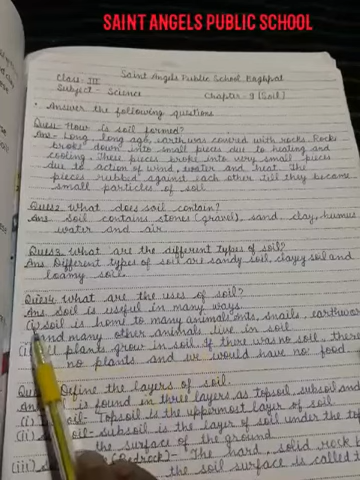 SAINT ANGELS PUBLIC SCHOOL
Class-III Saint Angels Public School Baghpat
Subject- Science Chapter-9 (Soil)
• Answer the following questions
Ques1- How is soil formed?
Ans- Long, long ago, earth was covered with rocks. Rocks
broke down into small pieces due to heating and
cooling. These pieces broke into very small pieces
due to action of wind, water and heat. The
pieces rubbed against each other till they became
small particles of soil
Ques2 What does soil contain?
Ans: Soil contains stones (gravel), sand, clay, humus
water and air.
Ques3. What are the different types of soil?
Ans Different types of soil are sandy soil, clayey soil and
loamy soil.
Ques4. What are the uses of soil?
Ans Soil is useful in many ways.
(i) Soil is home to many animals. Ants, snails, earthwor
and many other animals live in soil
(ii) All plants grow in soil. If there was no soil, there
no plants and we would have no food.
Define the layers of soil.
is found in three layers as topsoil, subsoil and
(i) Topsoil is the uppermost layer of soil.
(ii) Subsoil is the layer of soil under the to
the surface of the ground
(iii) (Bedrock)- The hard, solid rock b
the soil surface is called